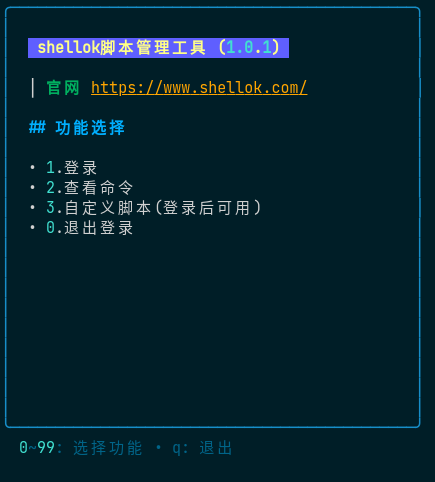 shellok脚本管理工具 (1.0.1)
官网 https://www.shellok.com/
## 功能选择
• 1.登录
• 2.查看命令
• 3.自定义脚本(登录后可用)
• 0.退出登录
0~99: 选择功能 • q: 退出